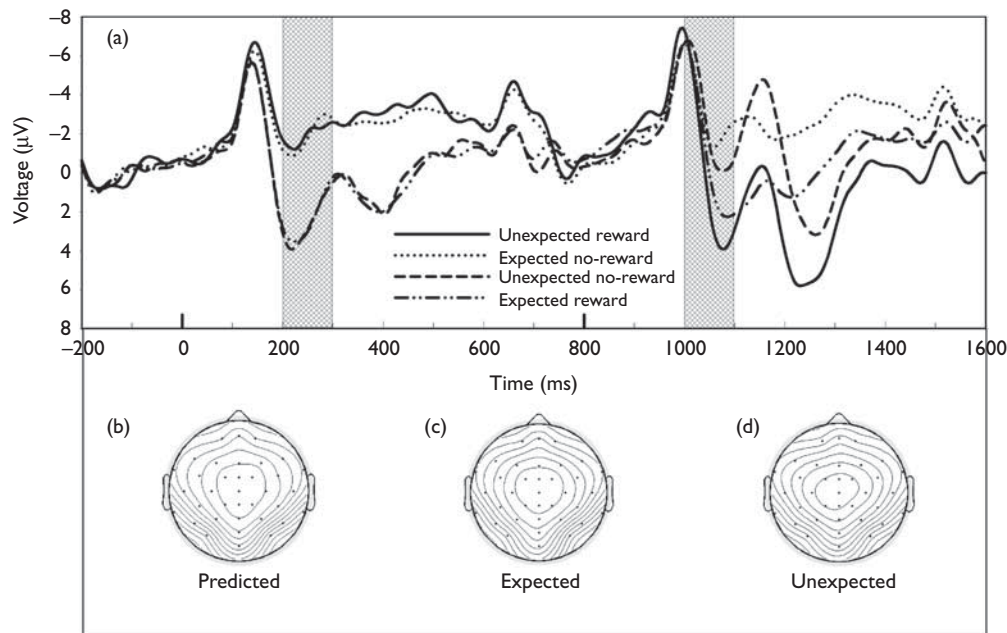 (a)
–8
–6
–4
–2
0
2
4
6
8
Voltage (µV)
Unexpected reward
Expected no-reward
Unexpected no-reward
Expected reward
–200 0 200 400 600 800 1000 1200 1400 1600
Time (ms)
(b) (c) (d)
Predicted Expected Unexpected